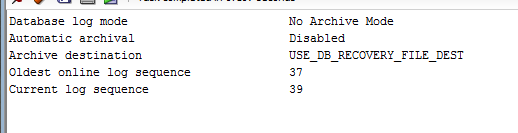 Database log mode No Archive Mode
Automatic archival Disabled
Archive destination USE_DB_RECOVERY_FILE_DEST
Oldest online log sequence 37
Current log sequence 39